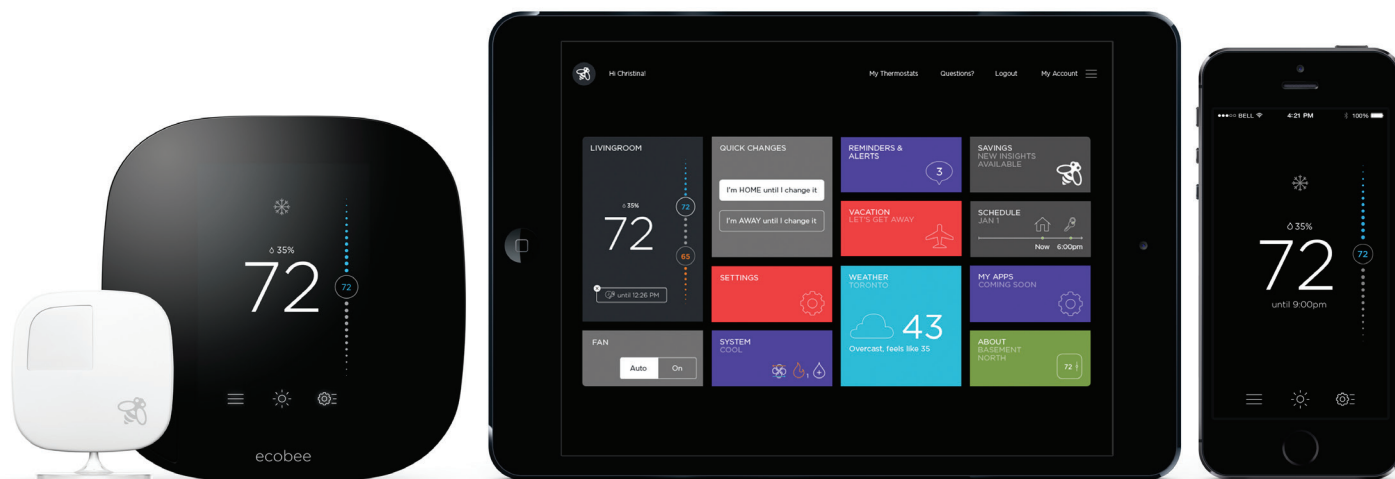 35%
72
72
ecobee
Hi Christina!
My Thermostats
Questions?
Logout
My Account
LIVINGROOM
35%
72
72
65
until 12:26 PM
QUICK CHANGES
I'm HOME until I change it
I'm AWAY until I change it
REMINDERS &
ALERTS
3
SAVINGS
NEW INSIGHTS
AVAILABLE
VACATION
LET'S GET AWAY
SCHEDULE
JAN 1
Now 6:00pm
SETTINGS
WEATHER
TORONTO
43
Overcast, feels like 35
MY APPS
COMING SOON
FAN
Auto On
SYSTEM
COOL
1
ABOUT
BASEMENT
NORTH
72
BELL 4:21 PM 100%
35%
72
72
until 9:00pm